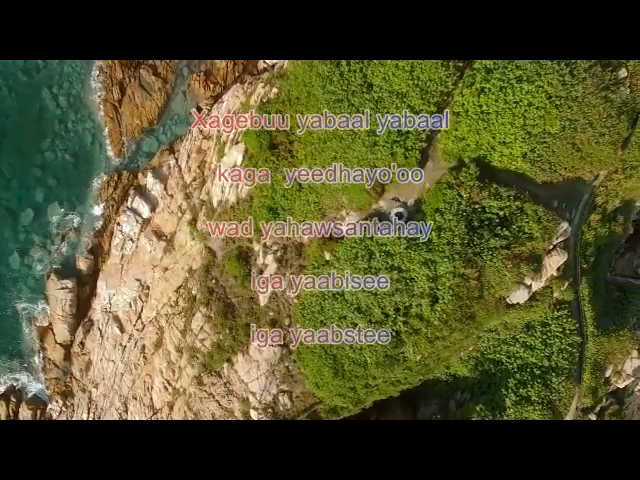 Xagebuu yabaal yabaal
kaga  yeedhayo'oo
wad yahawsantahay
iga yaabisee
iga yaabstee